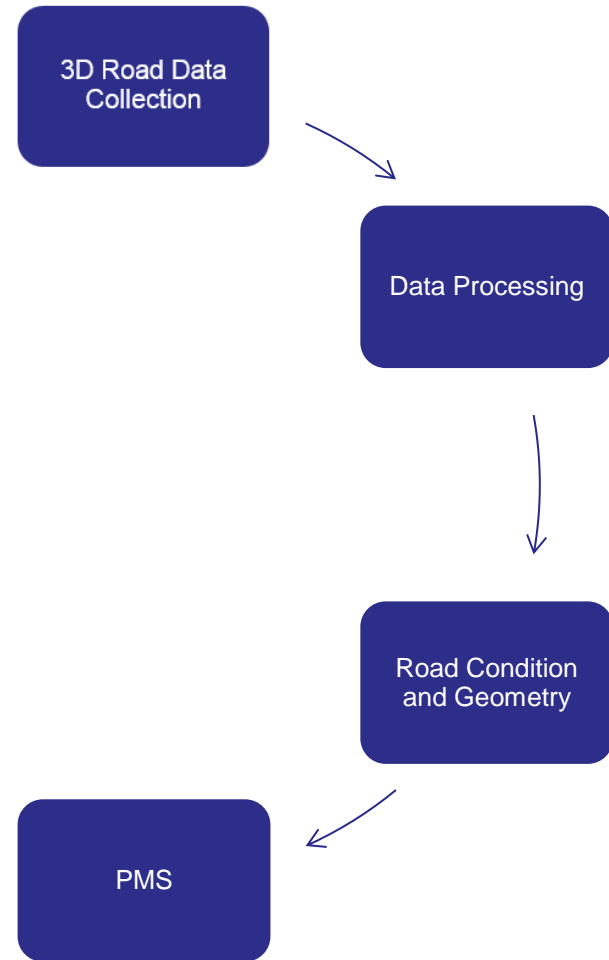 3D Road Data
Collection
Data Processing
Road Condition
and Geometry
PMS